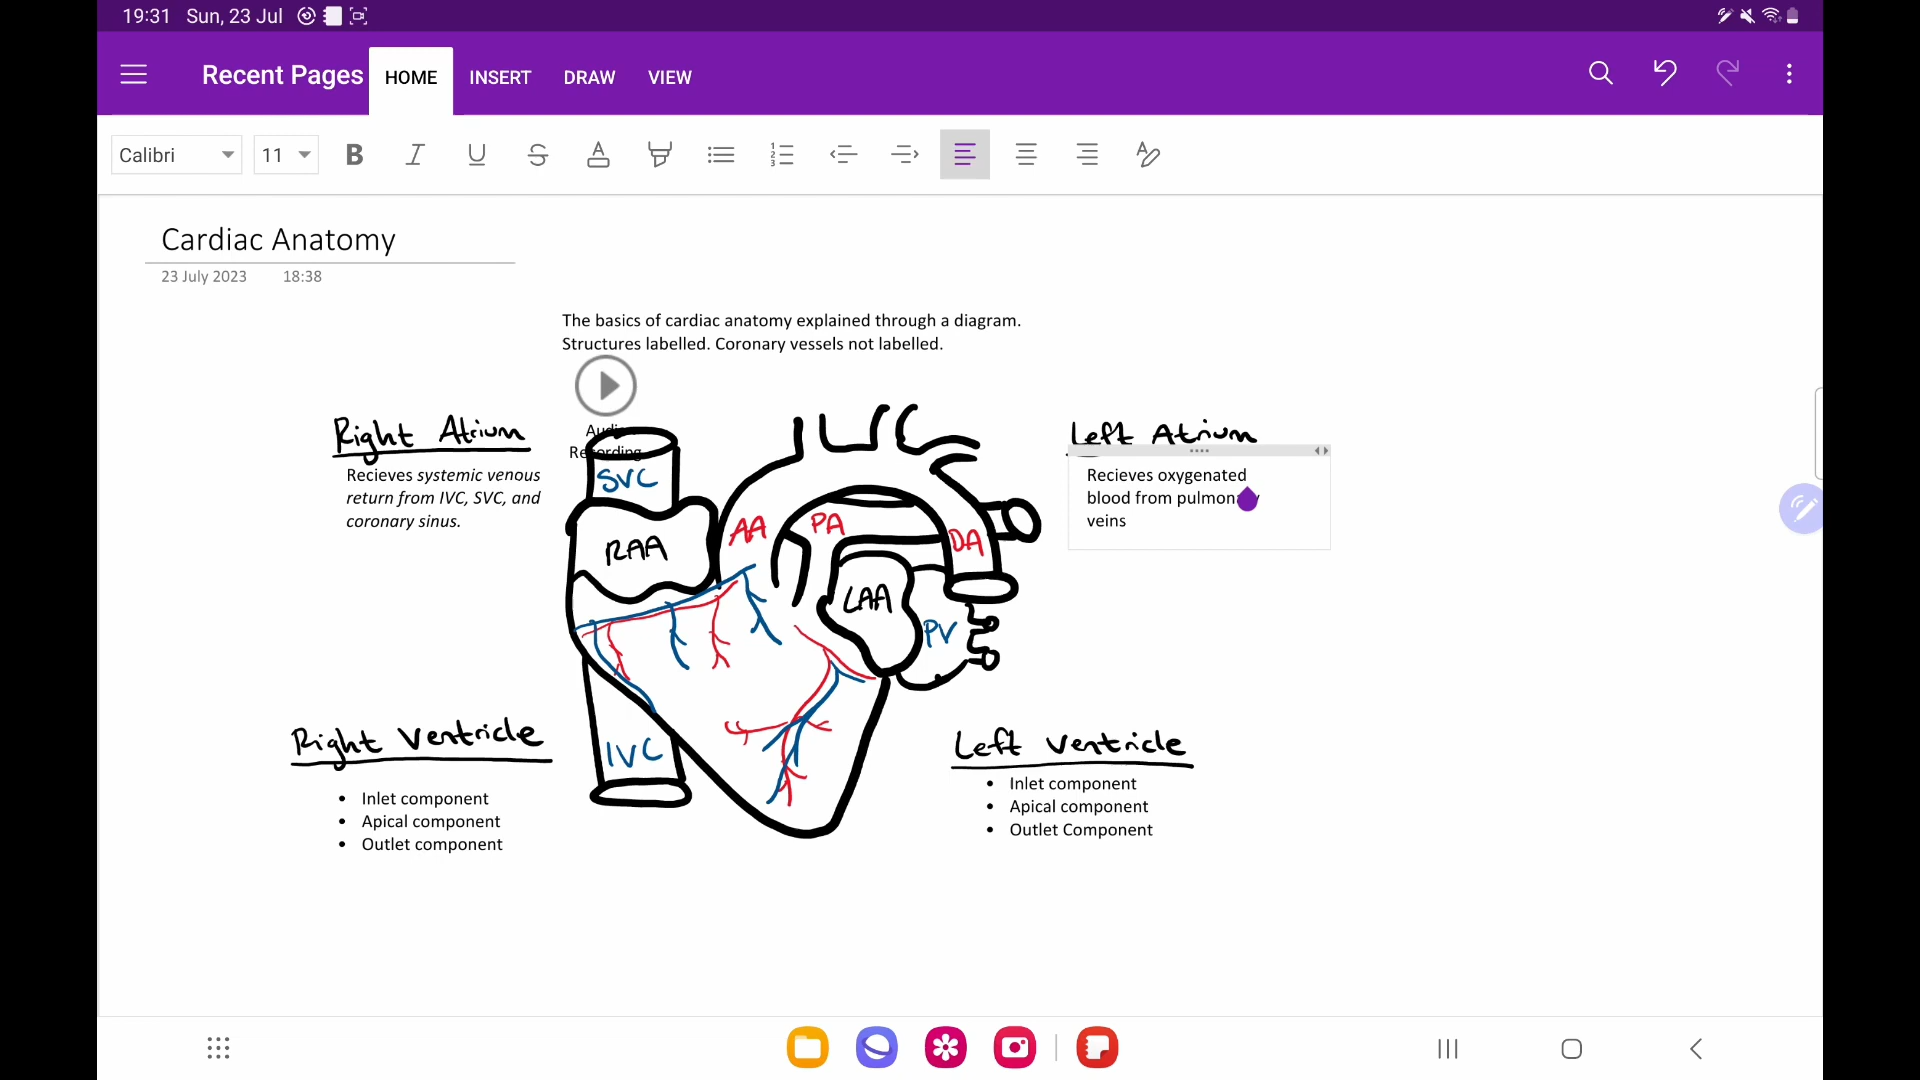 19:31 Sun, 23 Jul
Recent Pages HOME INSERT DRAW VIEW
Calibri 11
Cardiac Anatomy
23 July 2023 18:38
The basics of cardiac anatomy explained through a diagram.
Structures labelled. Coronary vessels not labelled.
Audio
Recording
Right Atrium
Recieves systemic venous
return from IVC, SVC, and
coronary sinus.
Left Atrium
Recieves oxygenated
blood from pulmonary
veins
SVC
RAA
AA
PA
DA
LAA
PV
IVC
Right Ventricle
• Inlet component
• Apical component
• Outlet component
Left Ventricle
• Inlet component
• Apical component
• Outlet Component